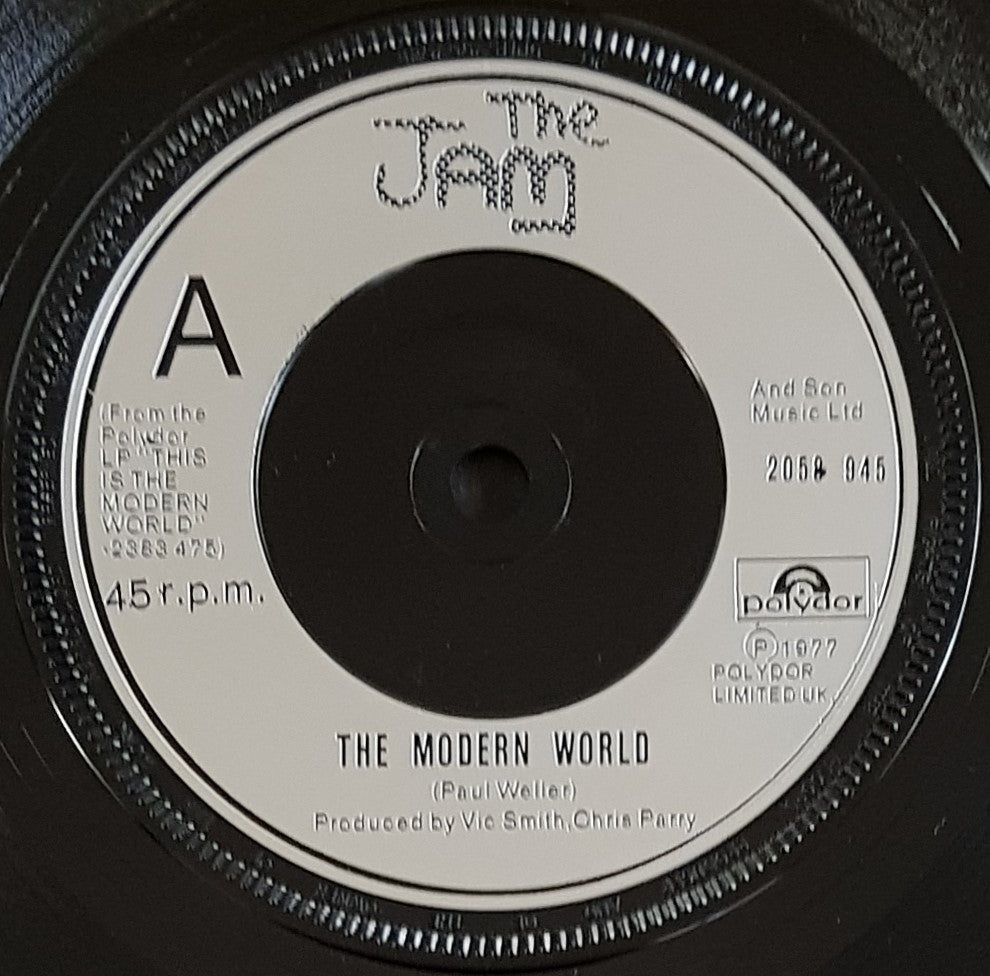 The
JAM
A
(From the
Polydor
LP "THIS
IS THE
MODERN
WORLD"
2383 475)
45 r.p.m.
And Son
Music Ltd
2058 945
polydor
Ⓟ 1977
POLYDOR
LIMITED UK
THE MODERN WORLD
(Paul Weller)
Produced by Vic Smith, Chris Parry